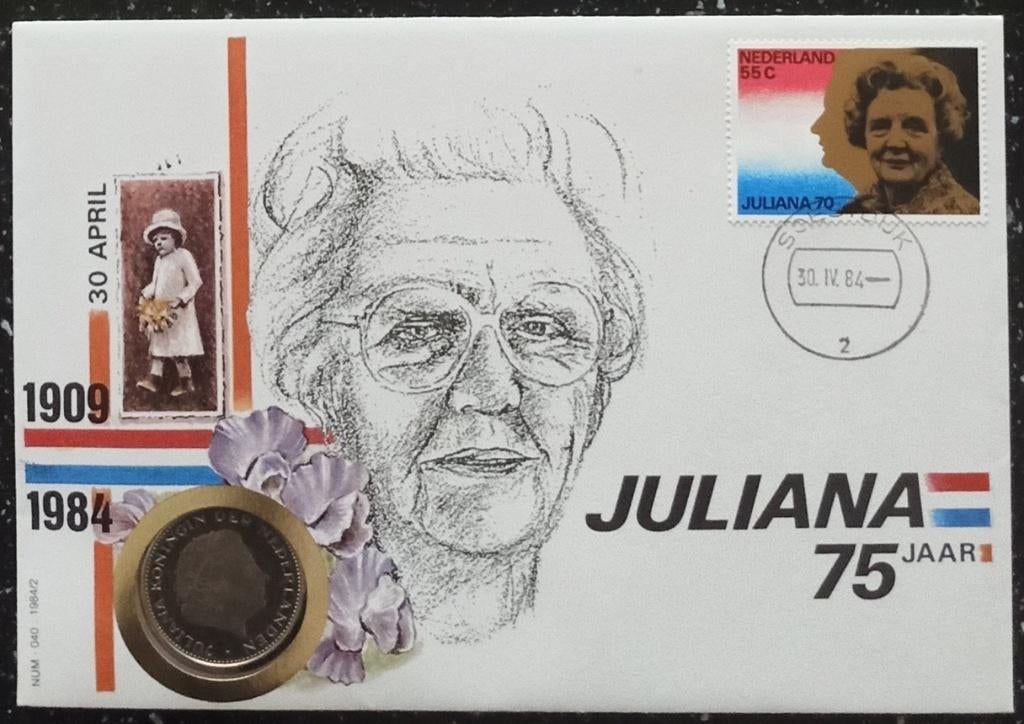 NEDERLAND
55 C
JULIANA-70
30. IV. 84
2
30 APRIL
1909
1984
JULIANA KONINGIN DER NEDERLANDEN
JULIANA
75 JAAR
NUM - 040 1984/2